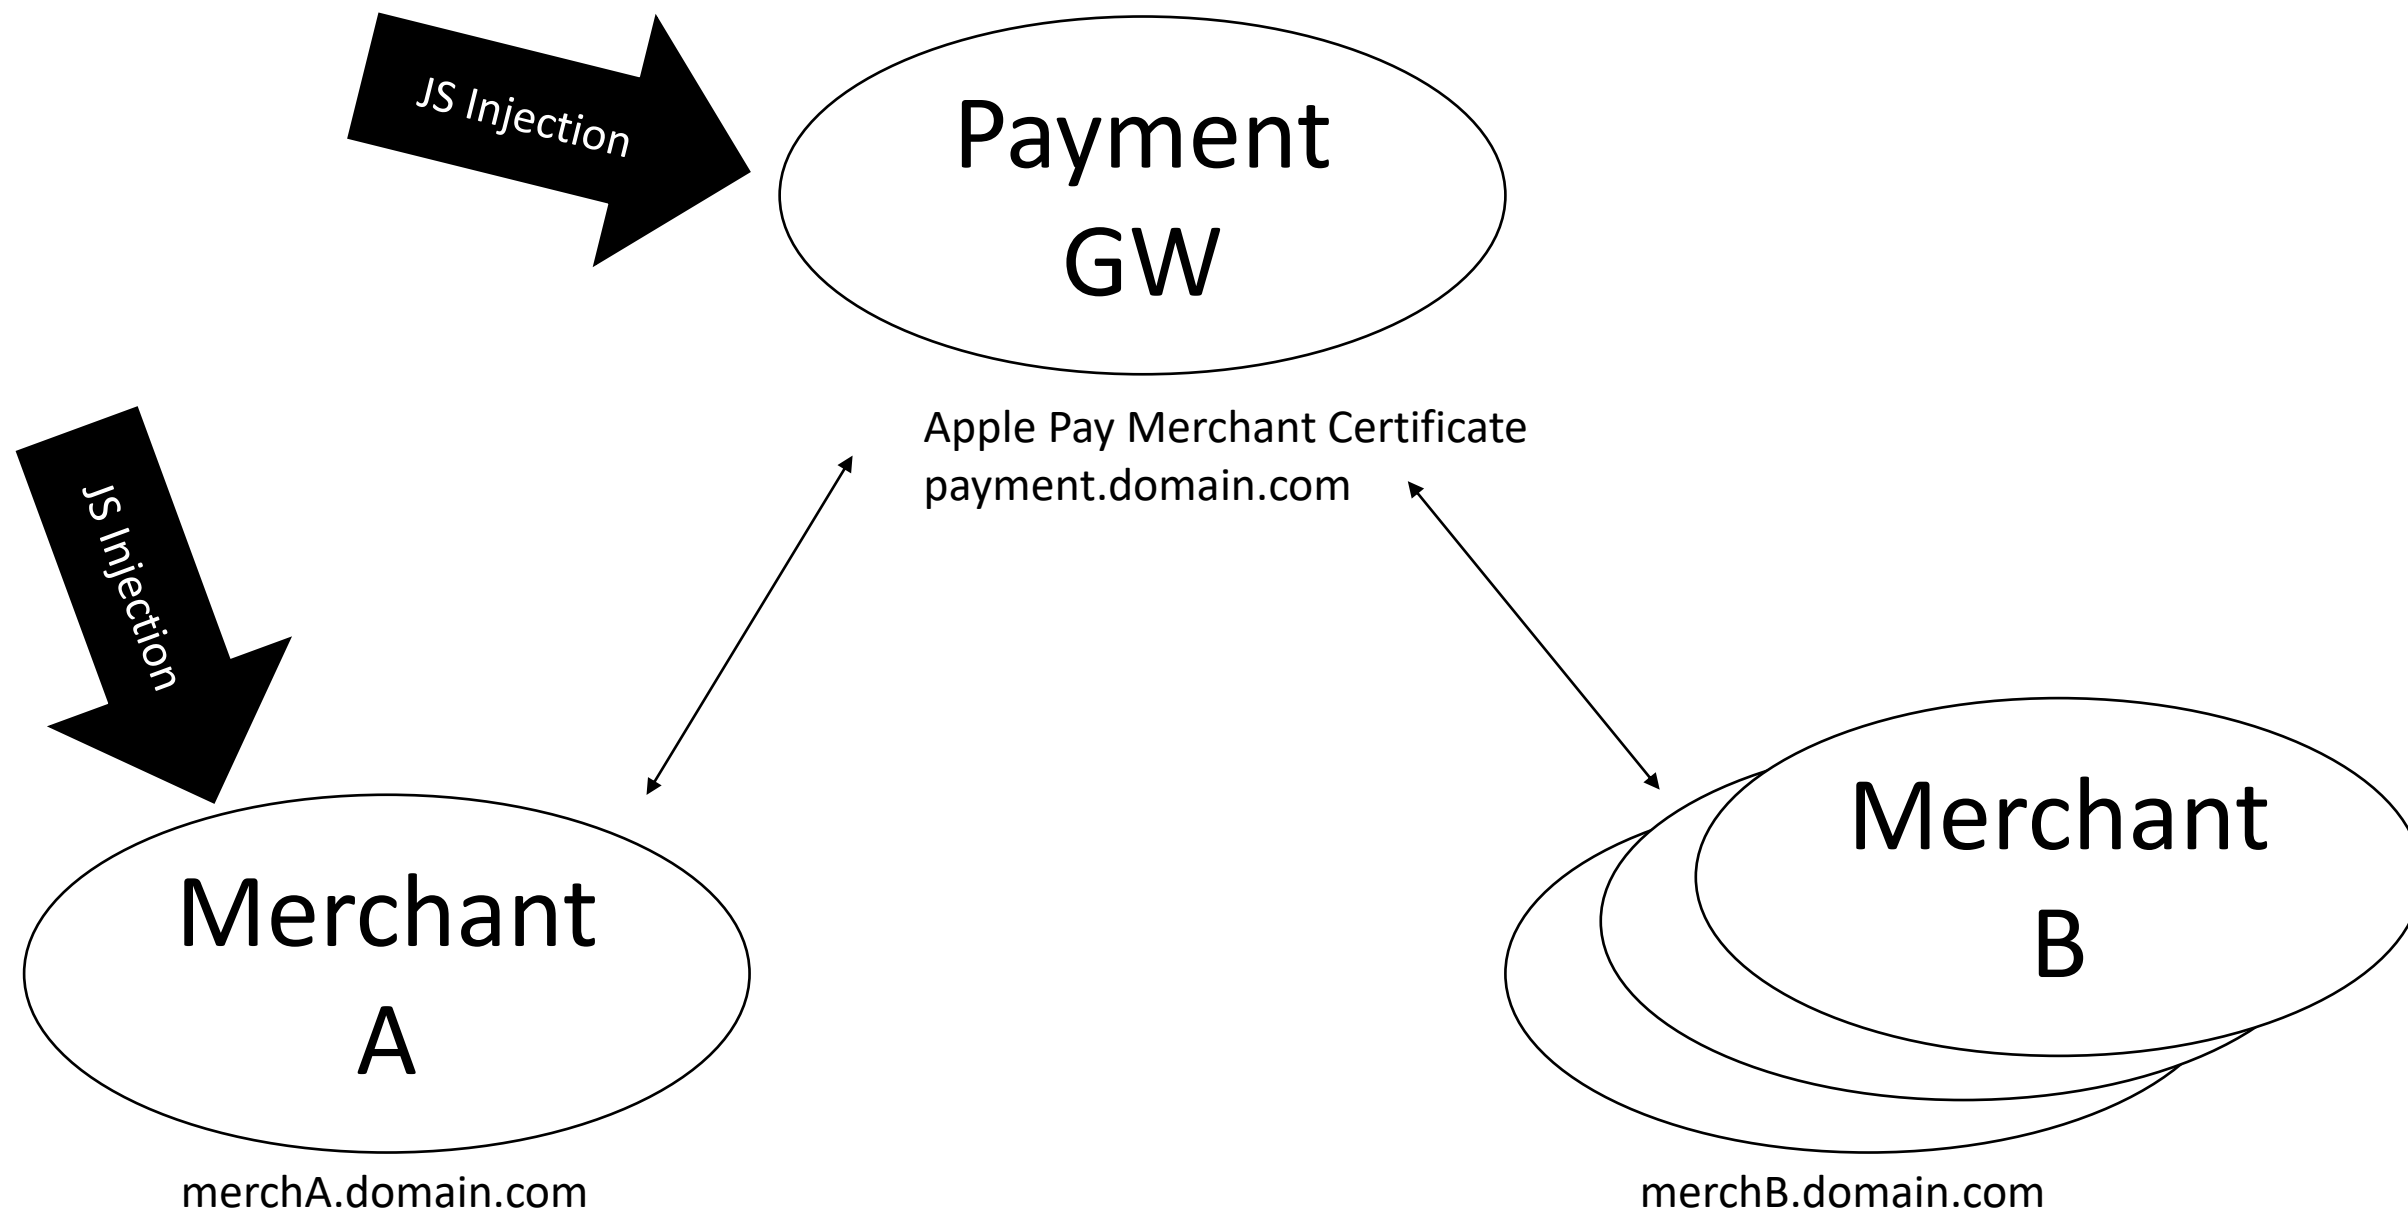 JS Injection
Payment
GW
Apple Pay Merchant Certificate
payment.domain.com
JS Injection
Merchant
A
merchA.domain.com
Merchant
B
merchB.domain.com